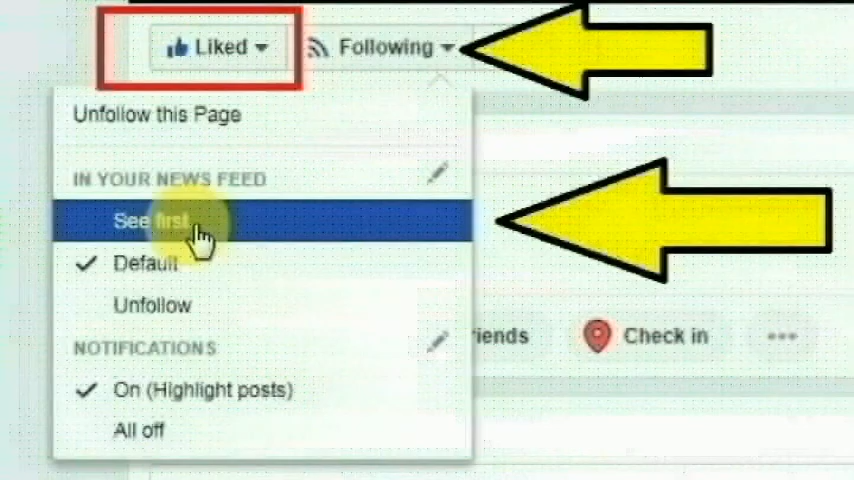 Liked Following
Unfollow this Page
IN YOUR NEWS FEED
See first
Default
Unfollow
riends Check in
NOTIFICATIONS
On (Highlight posts)
All off